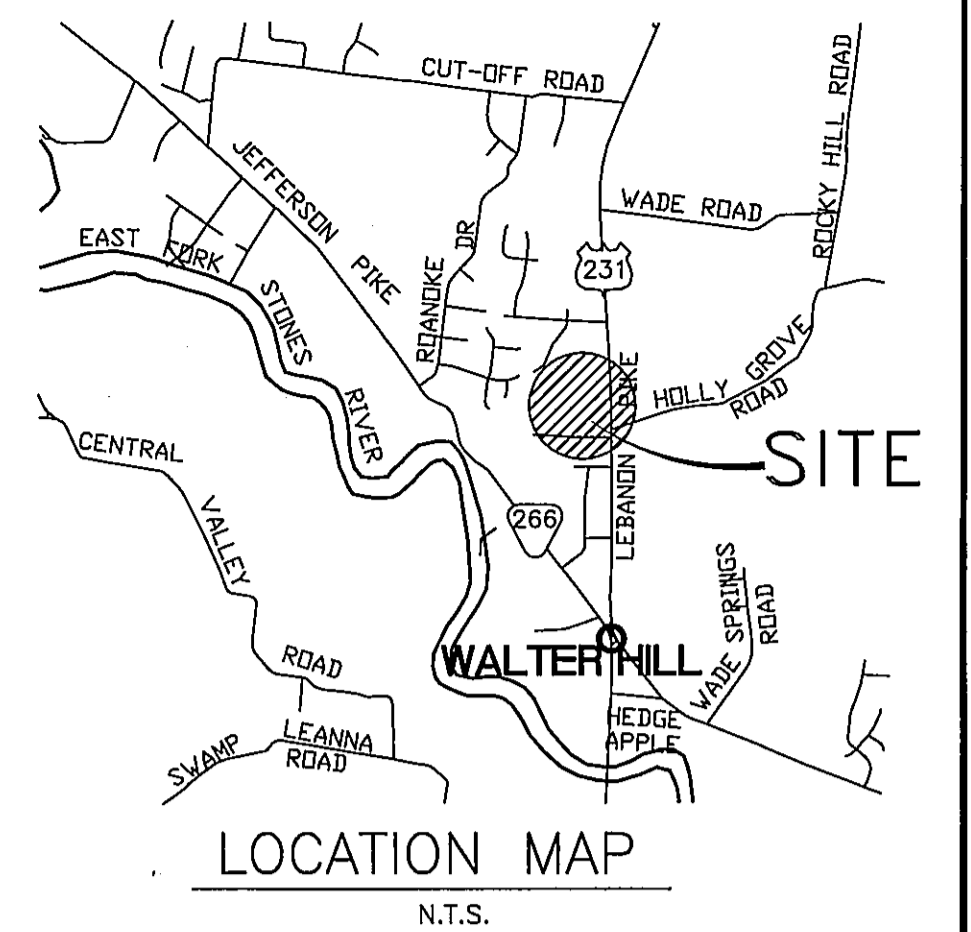 CUT-OFF ROAD
ROCKY HILL ROAD
JEFFERSON PIKE
WADE ROAD
EAST FORK STONES RIVER
ROANOKE DR
231
HOLLY GROVE ROAD
LEBANON PIKE
SITE
CENTRAL VALLEY ROAD
266
WADE SPRINGS ROAD
WALTER HILL
HEDGE
APPLE
SWAMP LEANNA
ROAD
LOCATION MAP
N.T.S.